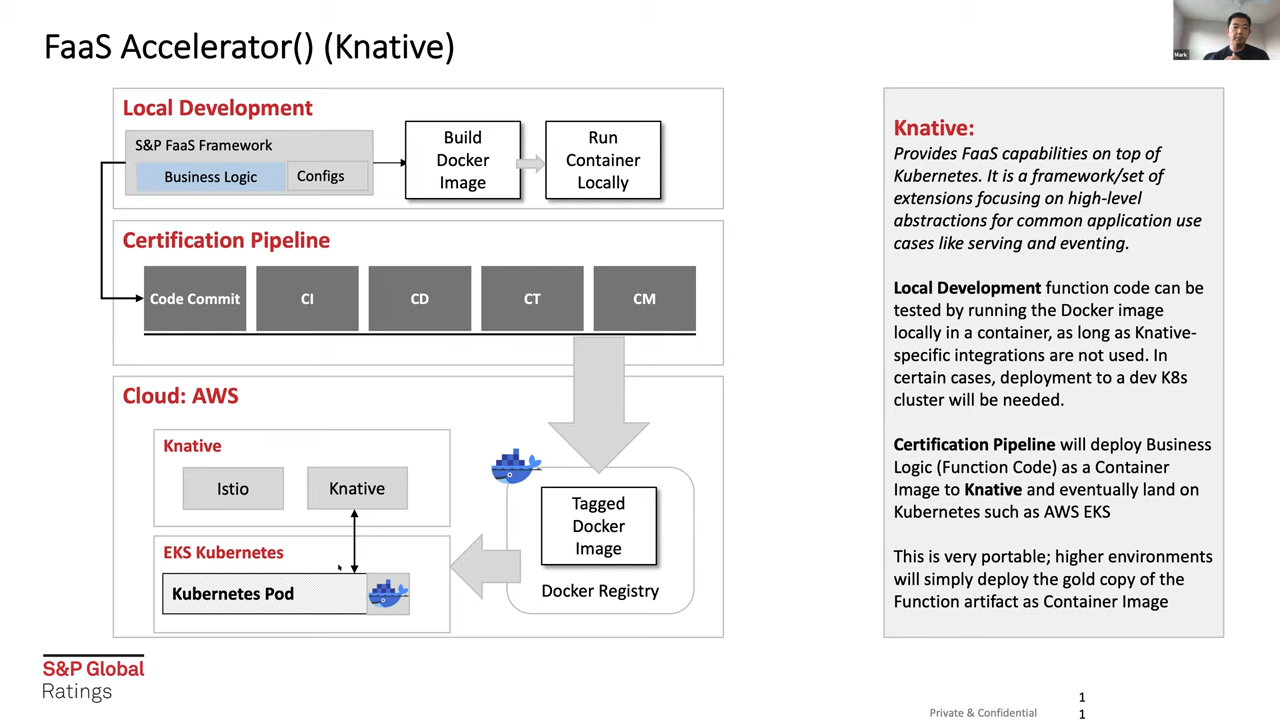 FaaS Accelerator() (Knative)
Mark
Local Development
S&P FaaS Framework
Business Logic
Configs
Build
Docker
Image
Run
Container
Locally
Certification Pipeline
Code Commit
CI
CD
CT
CM
Cloud: AWS
Knative
Istio
Knative
EKS Kubernetes
Kubernetes Pod
Tagged
Docker
Image
Docker Registry
Knative:
Provides FaaS capabilities on top of
Kubernetes. It is a framework/set of
extensions focusing on high-level
abstractions for common application use
cases like serving and eventing.
Local Development function code can be
tested by running the Docker image
locally in a container, as long as Knative-
specific integrations are not used. In
certain cases, deployment to a dev K8s
cluster will be needed.
Certification Pipeline will deploy Business
Logic (Function Code) as a Container
Image to Knative and eventually land on
Kubernetes such as AWS EKS
This is very portable; higher environments
will simply deploy the gold copy of the
Function artifact as Container Image
S&P Global
Ratings
Private & Confidential
1
1